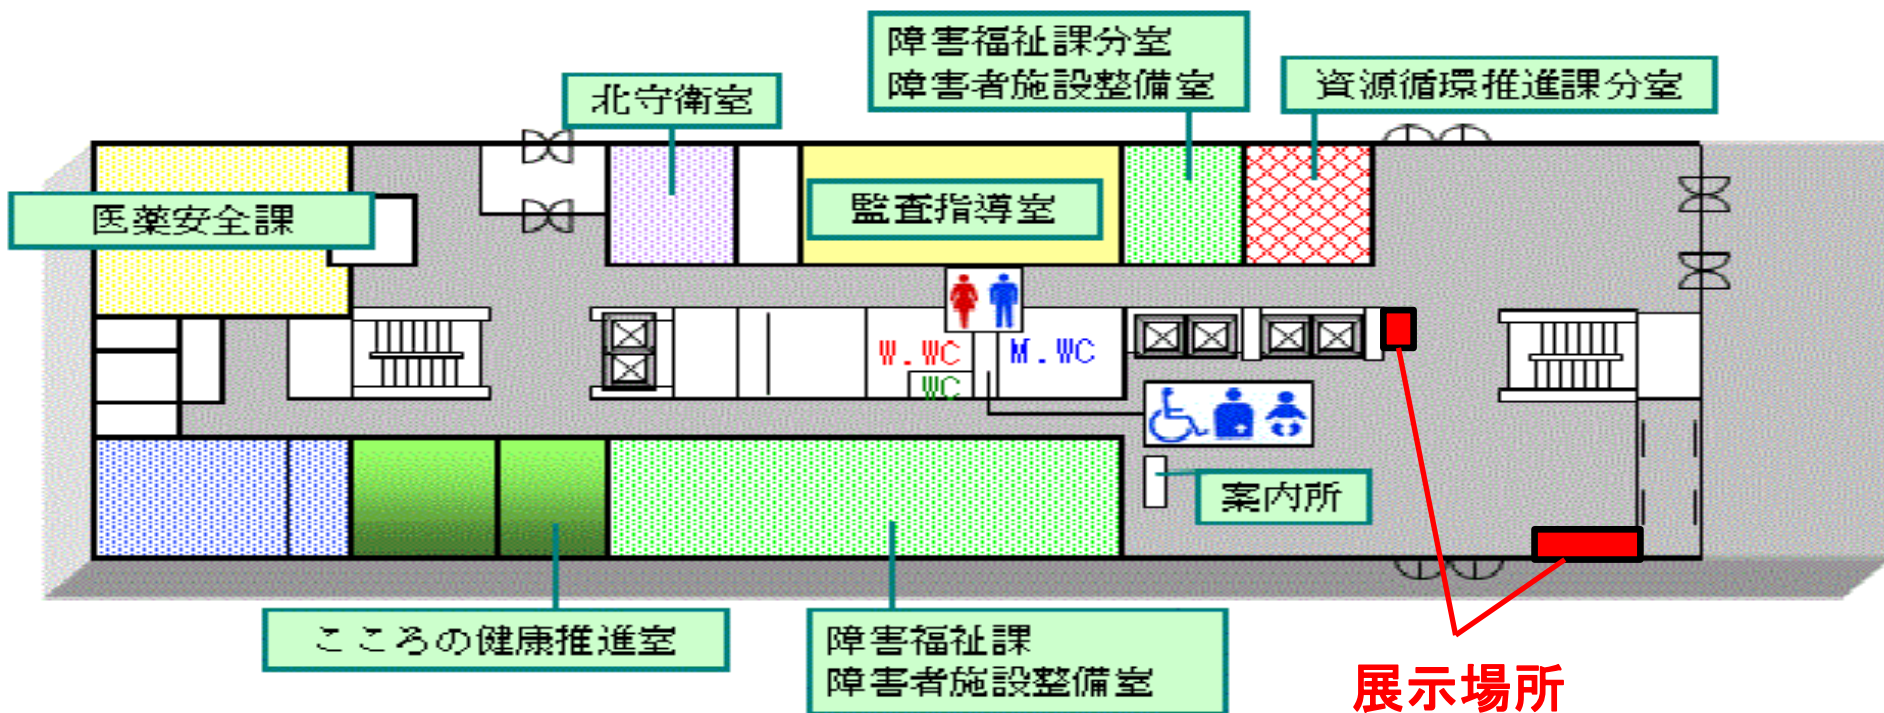 障害福祉課分室
障害者施設整備室
北守衛室
資源循環推進課分室
医薬安全課
監査指導室
W.WC
M.WC
WC
案内所
こころの健康推進室
障害福祉課
障害者施設整備室
展示場所